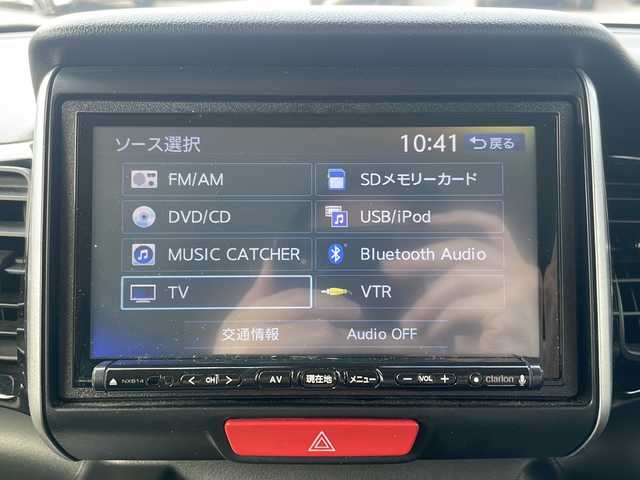 ソース選択 10:41 戻る
FM/AM SDメモリーカード
DVD/CD USB/iPod
MUSIC CATCHER Bluetooth Audio
TV VTR
交通情報 Audio OFF
NX614 < CH > AV 現在地 メニュー − VOL + clarion